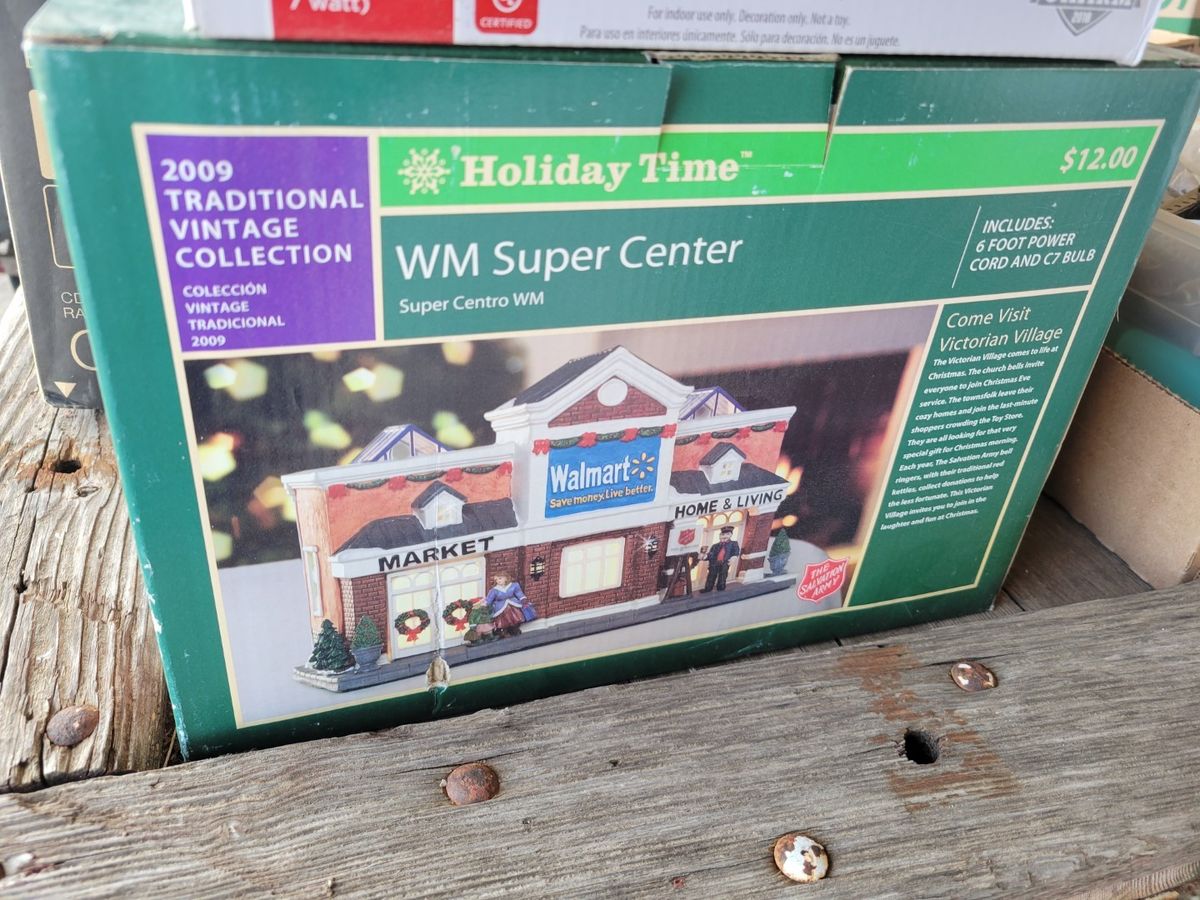 7 watt)
CERTIFIED
For indoor use only. Decoration only. Not a toy.
Para uso en interiores únicamente. Sólo para decoración. No es un juguete.
2018
2009
TRADITIONAL
VINTAGE
COLLECTION
COLECCIÓN
VINTAGE
TRADICIONAL
2009
Holiday Time™
$12.00
WM Super Center
Super Centro WM
INCLUDES:
6 FOOT POWER
CORD AND C7 BULB
Come Visit
Victorian Village
The Victorian Village comes to life at
Christmas. The church bells invite
everyone to join Christmas Eve
service. The townsfolk leave their
cozy homes and join the last-minute
shoppers crowding the Toy Store.
They are all looking for that very
special gift for Christmas morning.
Each year, The Salvation Army bell
ringers, with their traditional red
kettles, collect donations to help
the less fortunate. This Victorian
Village invites you to join in the
laughter and fun at Christmas.
Walmart
Save money. Live better.
MARKET
HOME & LIVING
THE
SALVATION
ARMY